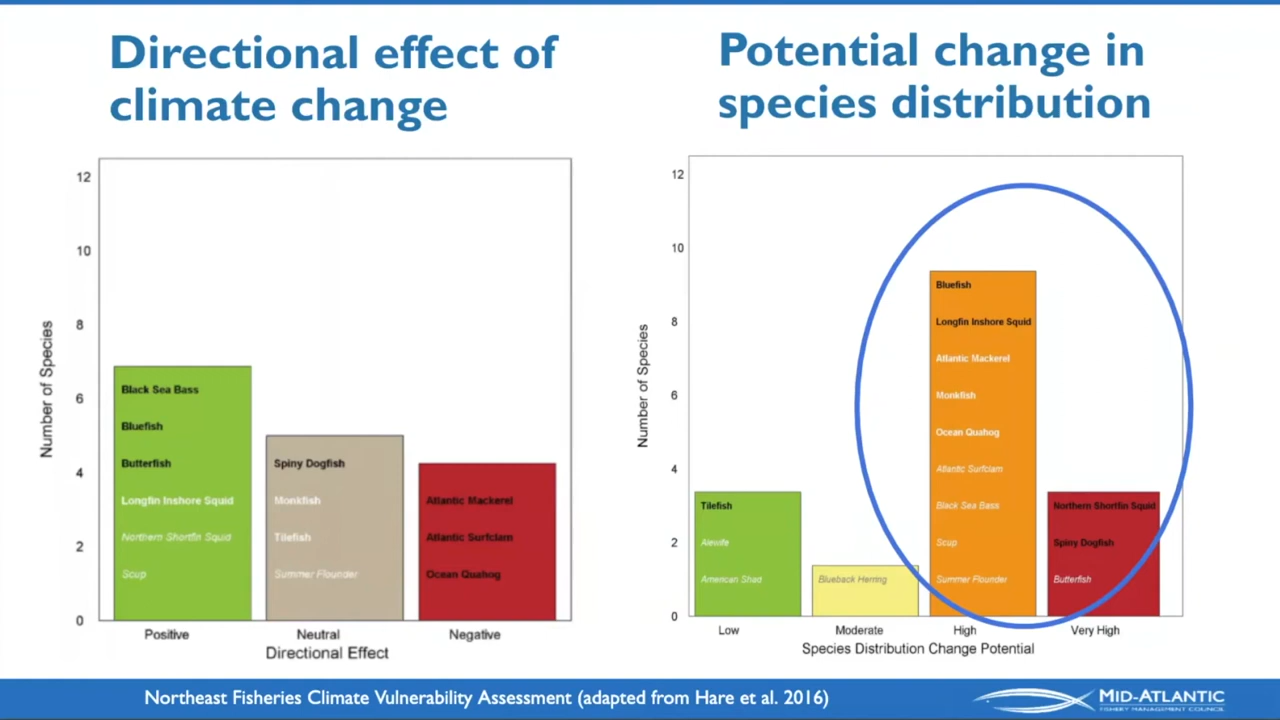 Directional effect of
climate change
12
10
8
6
4
2
0
Number of Species
Black Sea Bass
Bluefish
Butterfish
Longfin Inshore Squid
Northern Shortfin Squid
Scup
Spiny Dogfish
Monkfish
Tilefish
Summer Flounder
Atlantic Mackerel
Atlantic Surfclam
Ocean Quahog
Positive
Neutral
Negative
Directional Effect
Potential change in
species distribution
12
10
8
6
4
2
0
Number of Species
Tilefish
Alewife
American Shad
Blueback Herring
Bluefish
Longfin Inshore Squid
Atlantic Mackerel
Monkfish
Ocean Quahog
Atlantic Surfclam
Black Sea Bass
Scup
Summer Flounder
Northern Shortfin Squid
Spiny Dogfish
Butterfish
Low
Moderate
High
Very High
Species Distribution Change Potential
Northeast Fisheries Climate Vulnerability Assessment (adapted from Hare et al. 2016)
MID-ATLANTIC
FISHERY MANAGEMENT COUNCIL